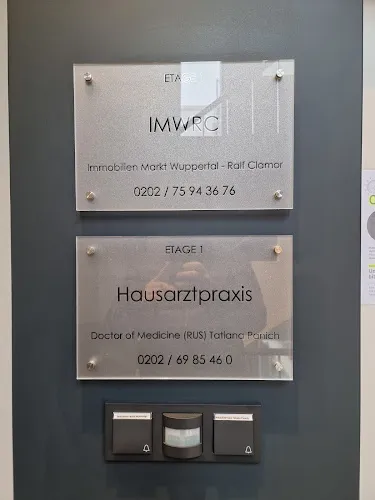 ETAGE
IMWRC
Immobilien Markt Wuppertal - Ralf Clamor
0202 / 75 94 36 76
ETAGE 1
Hausarztpraxis
Doctor of Medicine (RUS) Tatiana Panich
0202 / 69 85 46 0